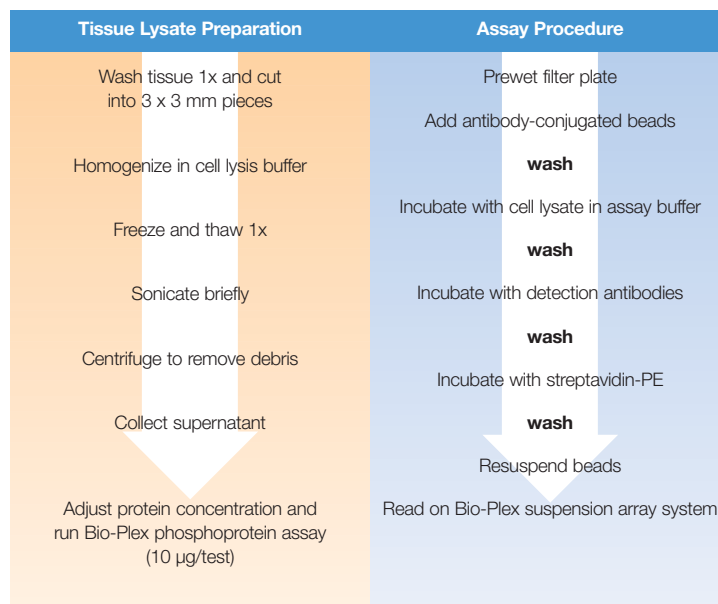 Tissue Lysate Preparation
Wash tissue 1x and cut
into 3 x 3 mm pieces
Homogenize in cell lysis buffer
Freeze and thaw 1x
Sonicate briefly
Centrifuge to remove debris
Collect supernatant
Adjust protein concentration and
run Bio-Plex phosphoprotein assay
(10 µg/test)
Assay Procedure
Prewet filter plate
Add antibody-conjugated beads
wash
Incubate with cell lysate in assay buffer
wash
Incubate with detection antibodies
wash
Incubate with streptavidin-PE
wash
Resuspend beads
Read on Bio-Plex suspension array system